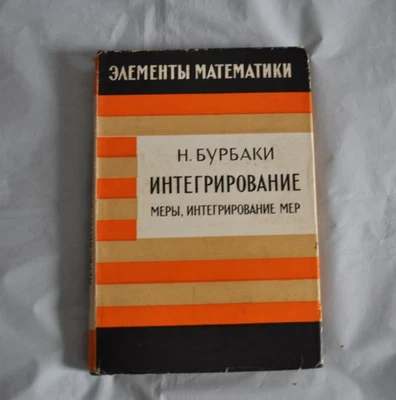 ЭЛЕМЕНТЫ МАТЕМАТИКИ
Н. БУРБАКИ
ИНТЕГРИРОВАНИЕ
МЕРЫ, ИНТЕГРИРОВАНИЕ МЕР